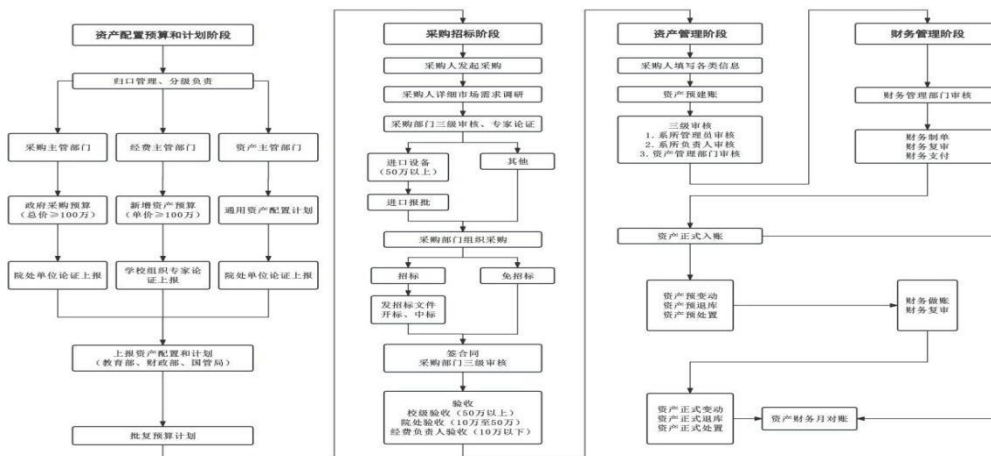 资产配置预算和计划阶段
归口管理、分级负责
采购主管部门
经费主管部门
资产主管部门
政府采购预算
(总价≥100万)
新增资产预算
(单价≥100万)
通用资产配置计划
院处单位论证上报
学校组织专家论
证上报
院处单位论证上报
上报资产配置和计划
(教育部、财政部、国管局)
批复预算计划
采购招标阶段
采购人发起采购
采购人详细市场需求调研
采购部门三级审核、专家论证
进口设备
(50万以上)
其他
进口报批
采购部门组织采购
招标
免招标
发招标文件
开标、中标
签合同
采购部门三级审核
验收
校级验收(50万以上)
院处验收(10万至50万)
经费负责人验收(10万以下)
资产管理阶段
采购人填写各类信息
资产预建账
三级审核
1. 系所管理员审核
2. 系所负责人审核
3. 资产管理部门审核
财务管理阶段
财务管理部门审核
财务制单
财务复审
财务支付
资产正式入账
资产预变动
资产预退库
资产预处置
财务做账
财务复审
资产正式变动
资产正式退库
资产正式处置
资产财务月对账